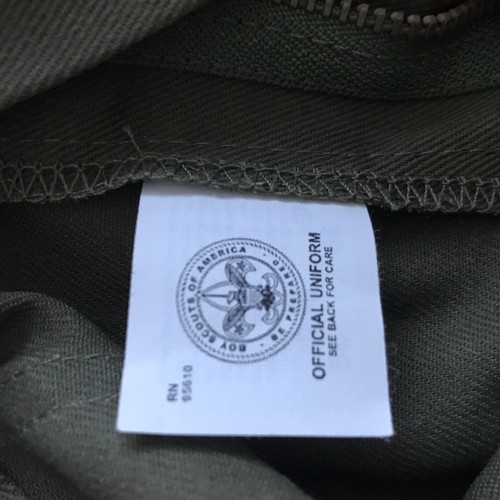 BOY SCOUTS OF AMERICA
BE PREPARED
OFFICIAL UNIFORM
SEE BACK FOR CARE
RN
95610